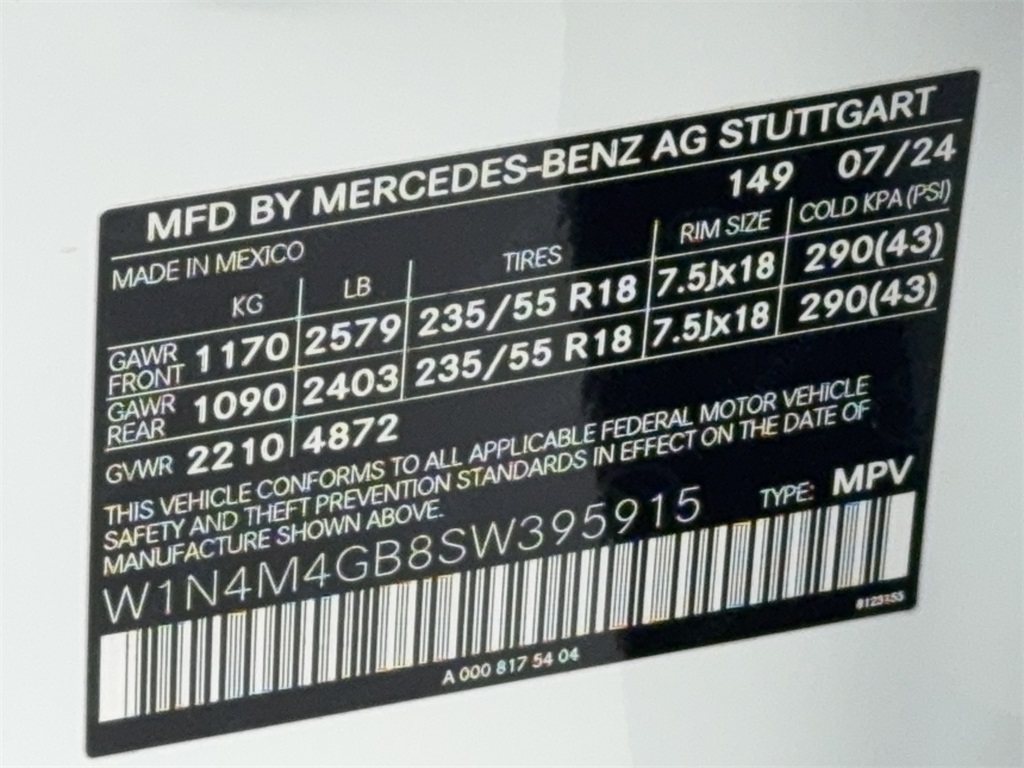 MFD BY MERCEDES-BENZ AG STUTTGART
MADE IN MEXICO 149 07/24
KG LB TIRES RIM SIZE COLD KPA (PSI)
GAWR FRONT 1170 2579 235/55 R18 7.5Jx18 290(43)
GAWR REAR 1090 2403 235/55 R18 7.5Jx18 290(43)
GVWR 2210 4872
THIS VEHICLE CONFORMS TO ALL APPLICABLE FEDERAL MOTOR VEHICLE
SAFETY AND THEFT PREVENTION STANDARDS IN EFFECT ON THE DATE OF
MANUFACTURE SHOWN ABOVE.
W1N4M4GB8SW395915 TYPE: MPV
A 000 817 54 04